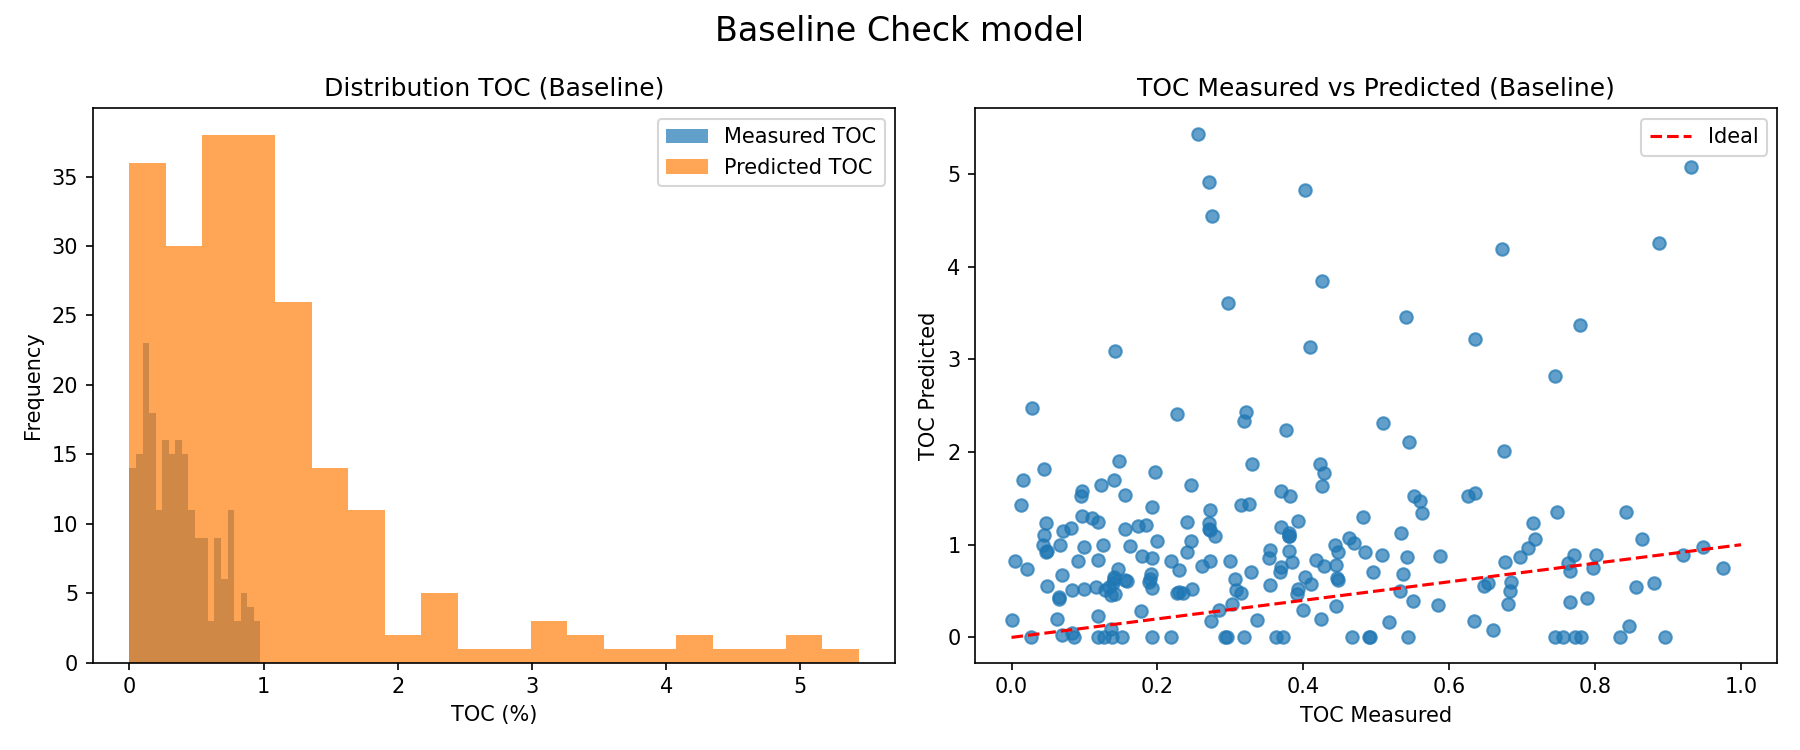 Baseline Check model
Distribution TOC (Baseline)
Measured TOC
Predicted TOC
Frequency
35
30
25
20
15
10
5
0
0 1 2 3 4 5
TOC (%)
TOC Measured vs Predicted (Baseline)
Ideal
TOC Predicted
5
4
3
2
1
0
0.0 0.2 0.4 0.6 0.8 1.0
TOC Measured